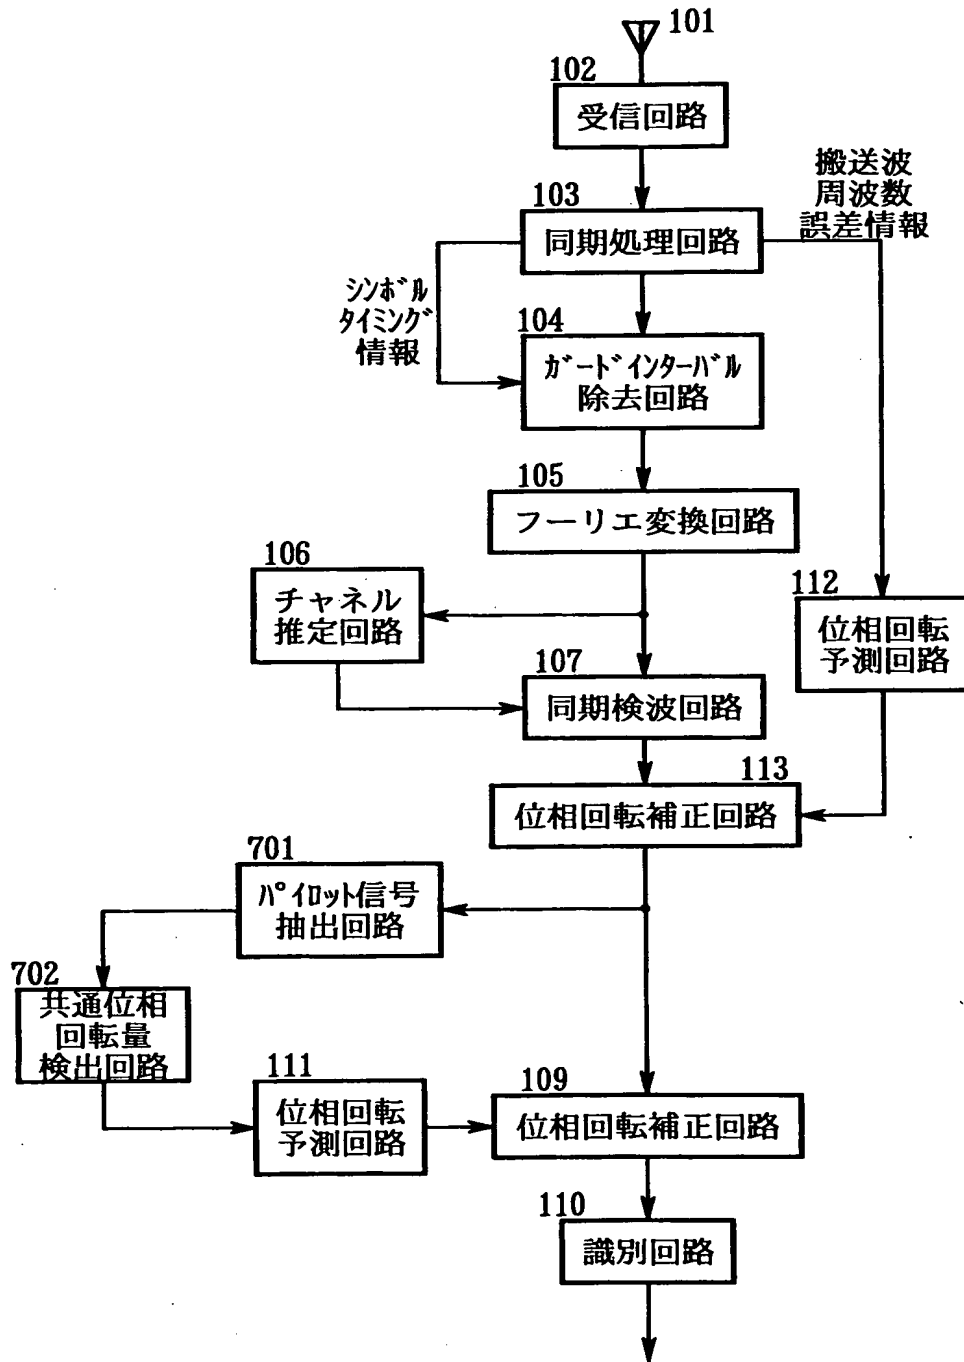 101
102
受信回路
搬送波
周波数
誤差情報
103
同期処理回路
シンボル
タイミング
情報
104
ガードインターバル
除去回路
105
フーリエ変換回路
106
チャネル
推定回路
112
位相回転
予測回路
107
同期検波回路
113
位相回転補正回路
701
パイロット信号
抽出回路
702
共通位相
回転量
検出回路
111
位相回転
予測回路
109
位相回転補正回路
110
識別回路